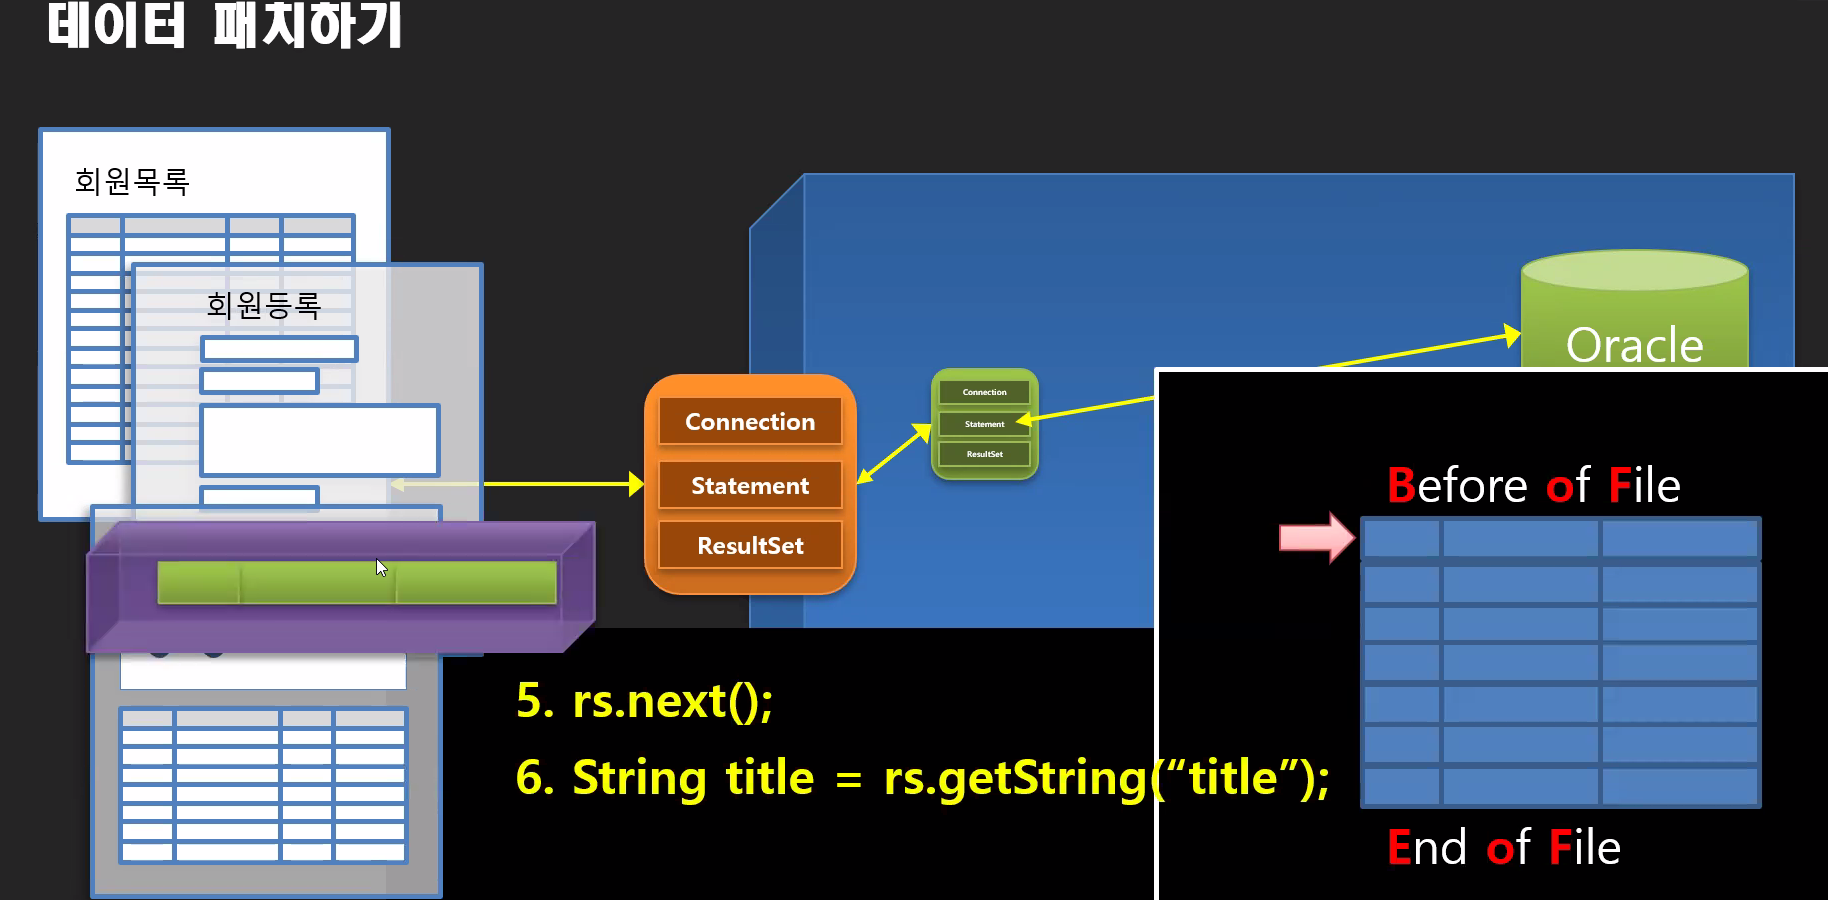 데이터 패치하기
회원목록
회원등록
Connection
Statement
ResultSet
Connection
Statement
ResultSet
Oracle
Before of File
End of File
5. rs.next();
6. String title = rs.getString(“title”);